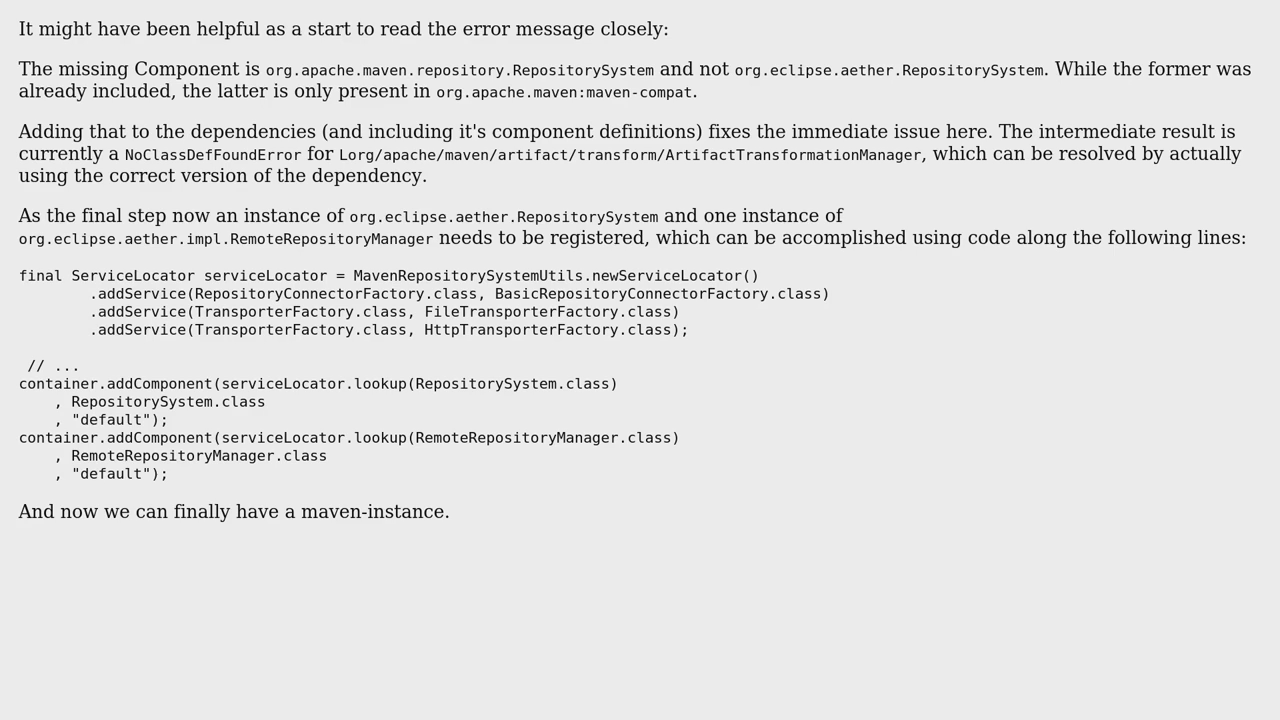 It might have been helpful as a start to read the error message closely:
The missing Component is org.apache.maven.repository.RepositorySystem and not org.eclipse.aether.RepositorySystem. While the former was
already included, the latter is only present in org.apache.maven:maven-compat.
Adding that to the dependencies (and including it's component definitions) fixes the immediate issue here. The intermediate result is
currently a NoClassDefFoundError for Lorg/apache/maven/artifact/transform/ArtifactTransformationManager, which can be resolved by actually
using the correct version of the dependency.
As the final step now an instance of org.eclipse.aether.RepositorySystem and one instance of
org.eclipse.aether.impl.RemoteRepositoryManager needs to be registered, which can be accomplished using code along the following lines:
final ServiceLocator serviceLocator = MavenRepositorySystemUtils.newServiceLocator()
        .addService(RepositoryConnectorFactory.class, BasicRepositoryConnectorFactory.class)
        .addService(TransporterFactory.class, FileTransporterFactory.class)
        .addService(TransporterFactory.class, HttpTransporterFactory.class);
 // ...
container.addComponent(serviceLocator.lookup(RepositorySystem.class)
    , RepositorySystem.class
    , "default");
container.addComponent(serviceLocator.lookup(RemoteRepositoryManager.class)
    , RemoteRepositoryManager.class
    , "default");
And now we can finally have a maven-instance.